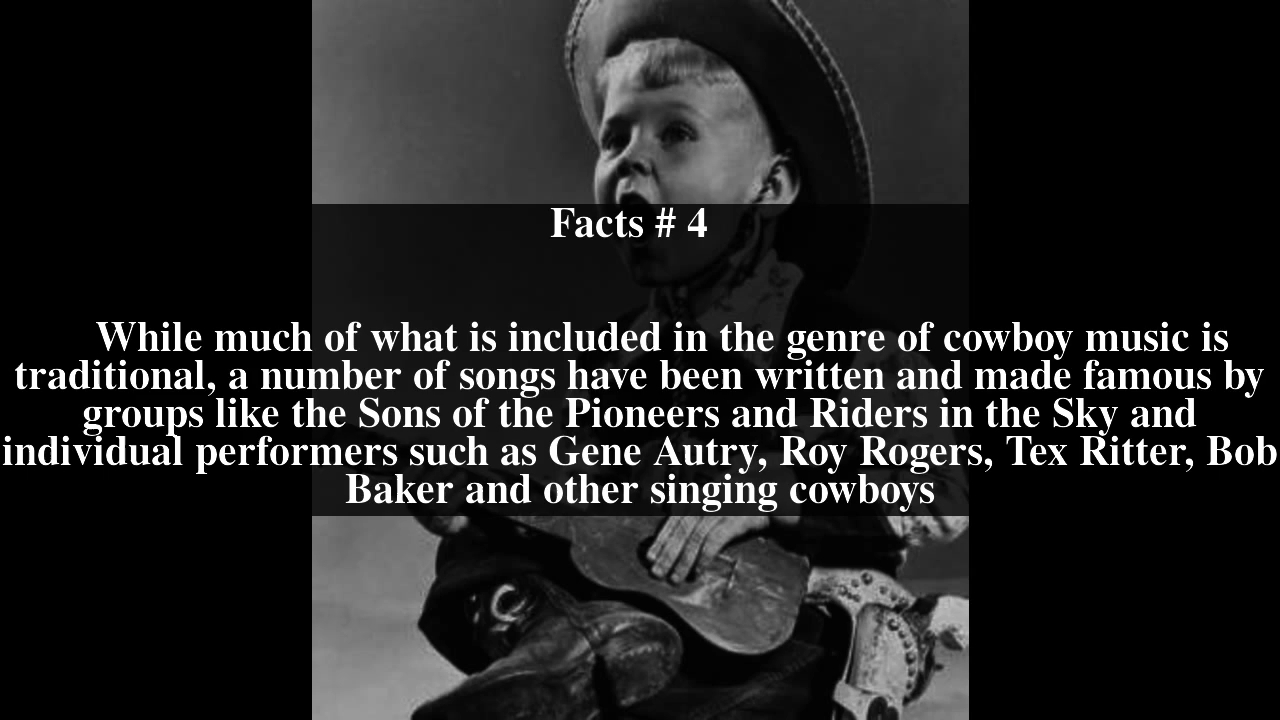 Facts # 4
While much of what is included in the genre of cowboy music is
traditional, a number of songs have been written and made famous by
groups like the Sons of the Pioneers and Riders in the Sky and
individual performers such as Gene Autry, Roy Rogers, Tex Ritter, Bob
Baker and other singing cowboys